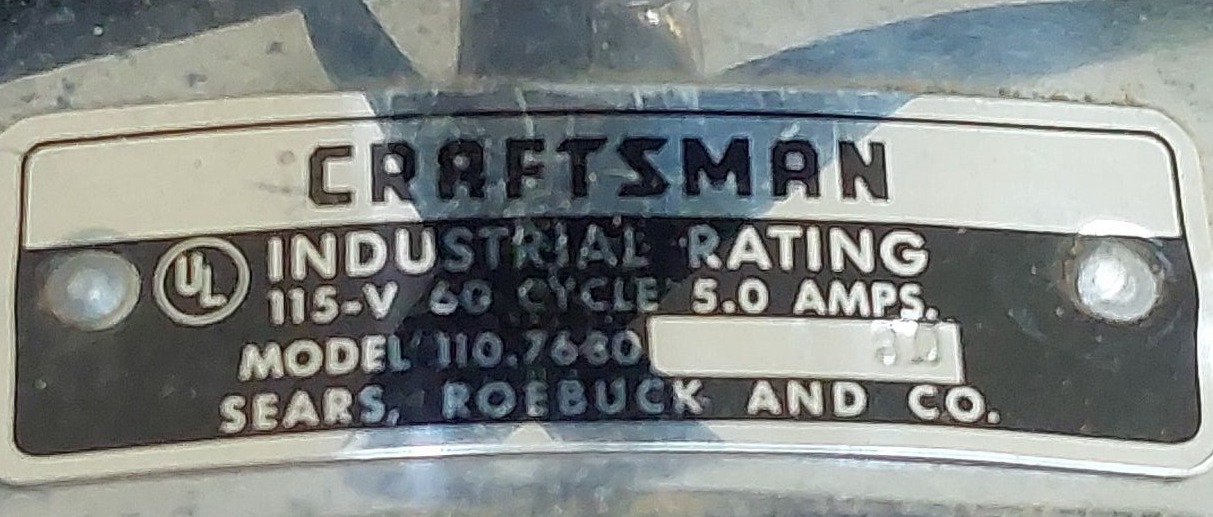 CRAFTSMAN
UL
INDUSTRIAL RATING
115-V 60 CYCLE 5.0 AMPS.
MODEL 110.7680
SEARS, ROEBUCK AND CO.